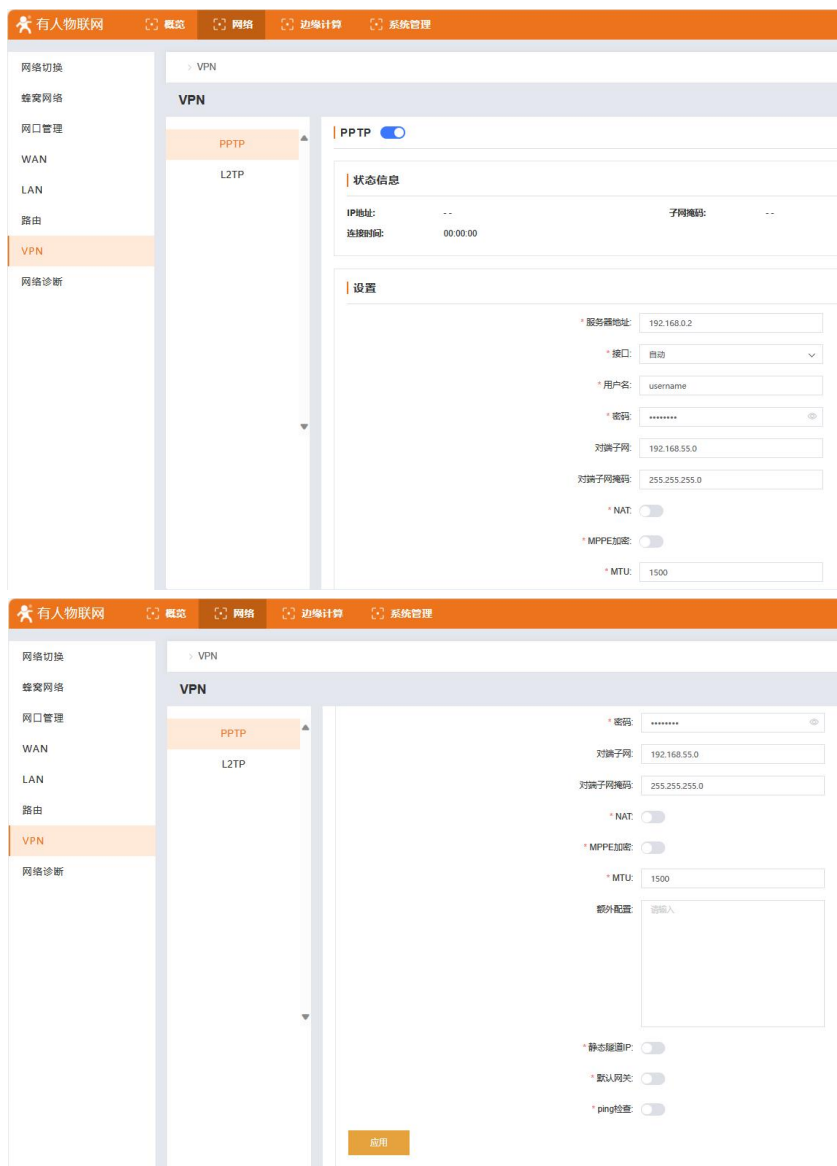 有人物联网 概览 网络 边缘计算 系统管理
网络切换
蜂窝网络
网口管理
WAN
LAN
路由
VPN
网络诊断
> VPN
VPN
PPTP
L2TP
PPTP
状态信息
IP地址: - - 子网掩码: - -
连接时间: 00:00:00
设置
* 服务器地址: 192.168.0.2
* 接口: 自动
* 用户名: username
* 密码: ••••••••
对端子网: 192.168.55.0
对端子网掩码: 255.255.255.0
* NAT:
* MPPE加密:
* MTU: 1500
有人物联网 概览 网络 边缘计算 系统管理
网络切换
蜂窝网络
网口管理
WAN
LAN
路由
VPN
网络诊断
> VPN
VPN
PPTP
L2TP
* 密码: ••••••••
对端子网: 192.168.55.0
对端子网掩码: 255.255.255.0
* NAT:
* MPPE加密:
* MTU: 1500
额外配置: 请输入
* 静态隧道IP:
* 默认网关:
* ping检查:
应用